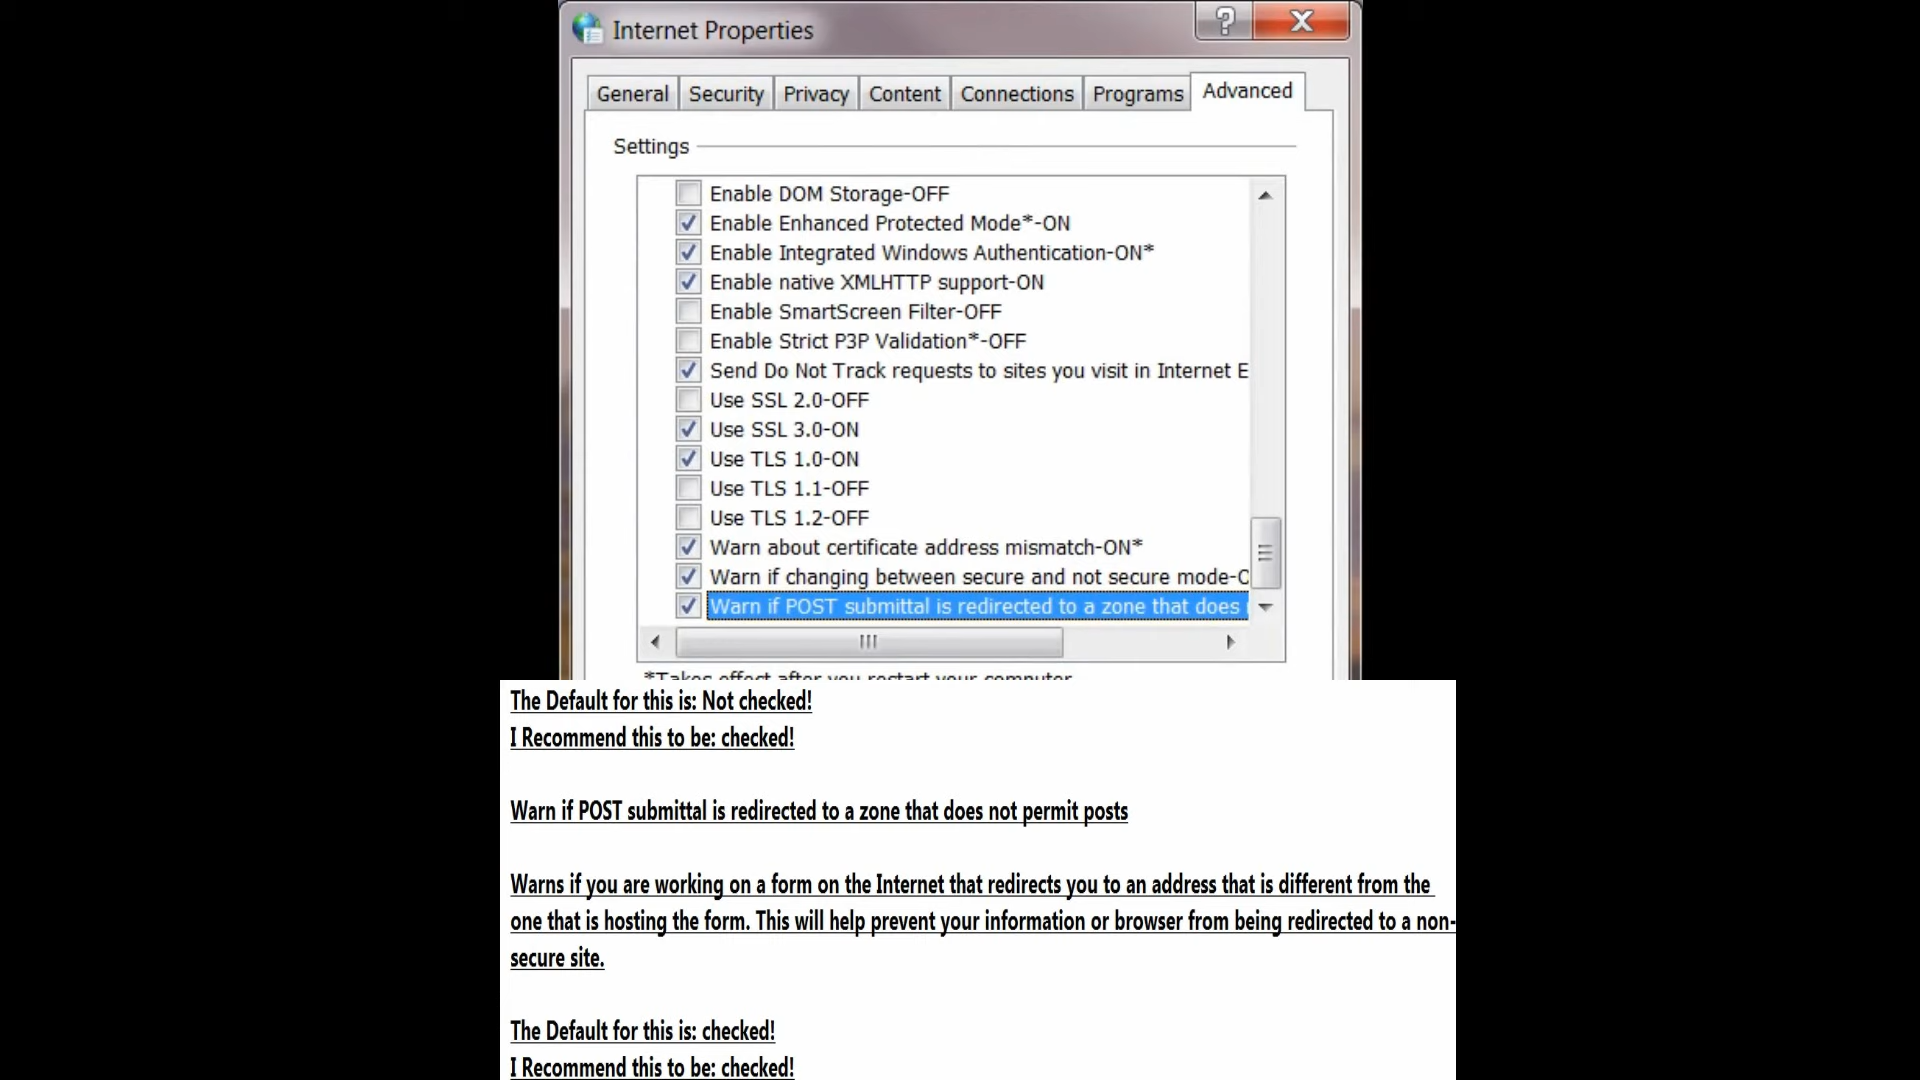 Internet Properties
General Security Privacy Content Connections Programs Advanced
Settings
Enable DOM Storage-OFF
Enable Enhanced Protected Mode*-ON
Enable Integrated Windows Authentication-ON*
Enable native XMLHTTP support-ON
Enable SmartScreen Filter-OFF
Enable Strict P3P Validation*-OFF
Send Do Not Track requests to sites you visit in Internet E
Use SSL 2.0-OFF
Use SSL 3.0-ON
Use TLS 1.0-ON
Use TLS 1.1-OFF
Use TLS 1.2-OFF
Warn about certificate address mismatch-ON*
Warn if changing between secure and not secure mode-O
Warn if POST submittal is redirected to a zone that does
*Takes effect after you restart your computer
The Default for this is: Not checked!
I Recommend this to be: checked!
Warn if POST submittal is redirected to a zone that does not permit posts
Warns if you are working on a form on the Internet that redirects you to an address that is different from the
one that is hosting the form. This will help prevent your information or browser from being redirected to a non-
secure site.
The Default for this is: checked!
I Recommend this to be: checked!